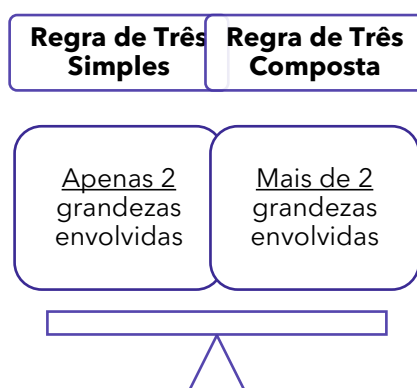 Regra de Três
Simples
Regra de Três
Composta
Apenas 2
grandezas
envolvidas
Mais de 2
grandezas
envolvidas